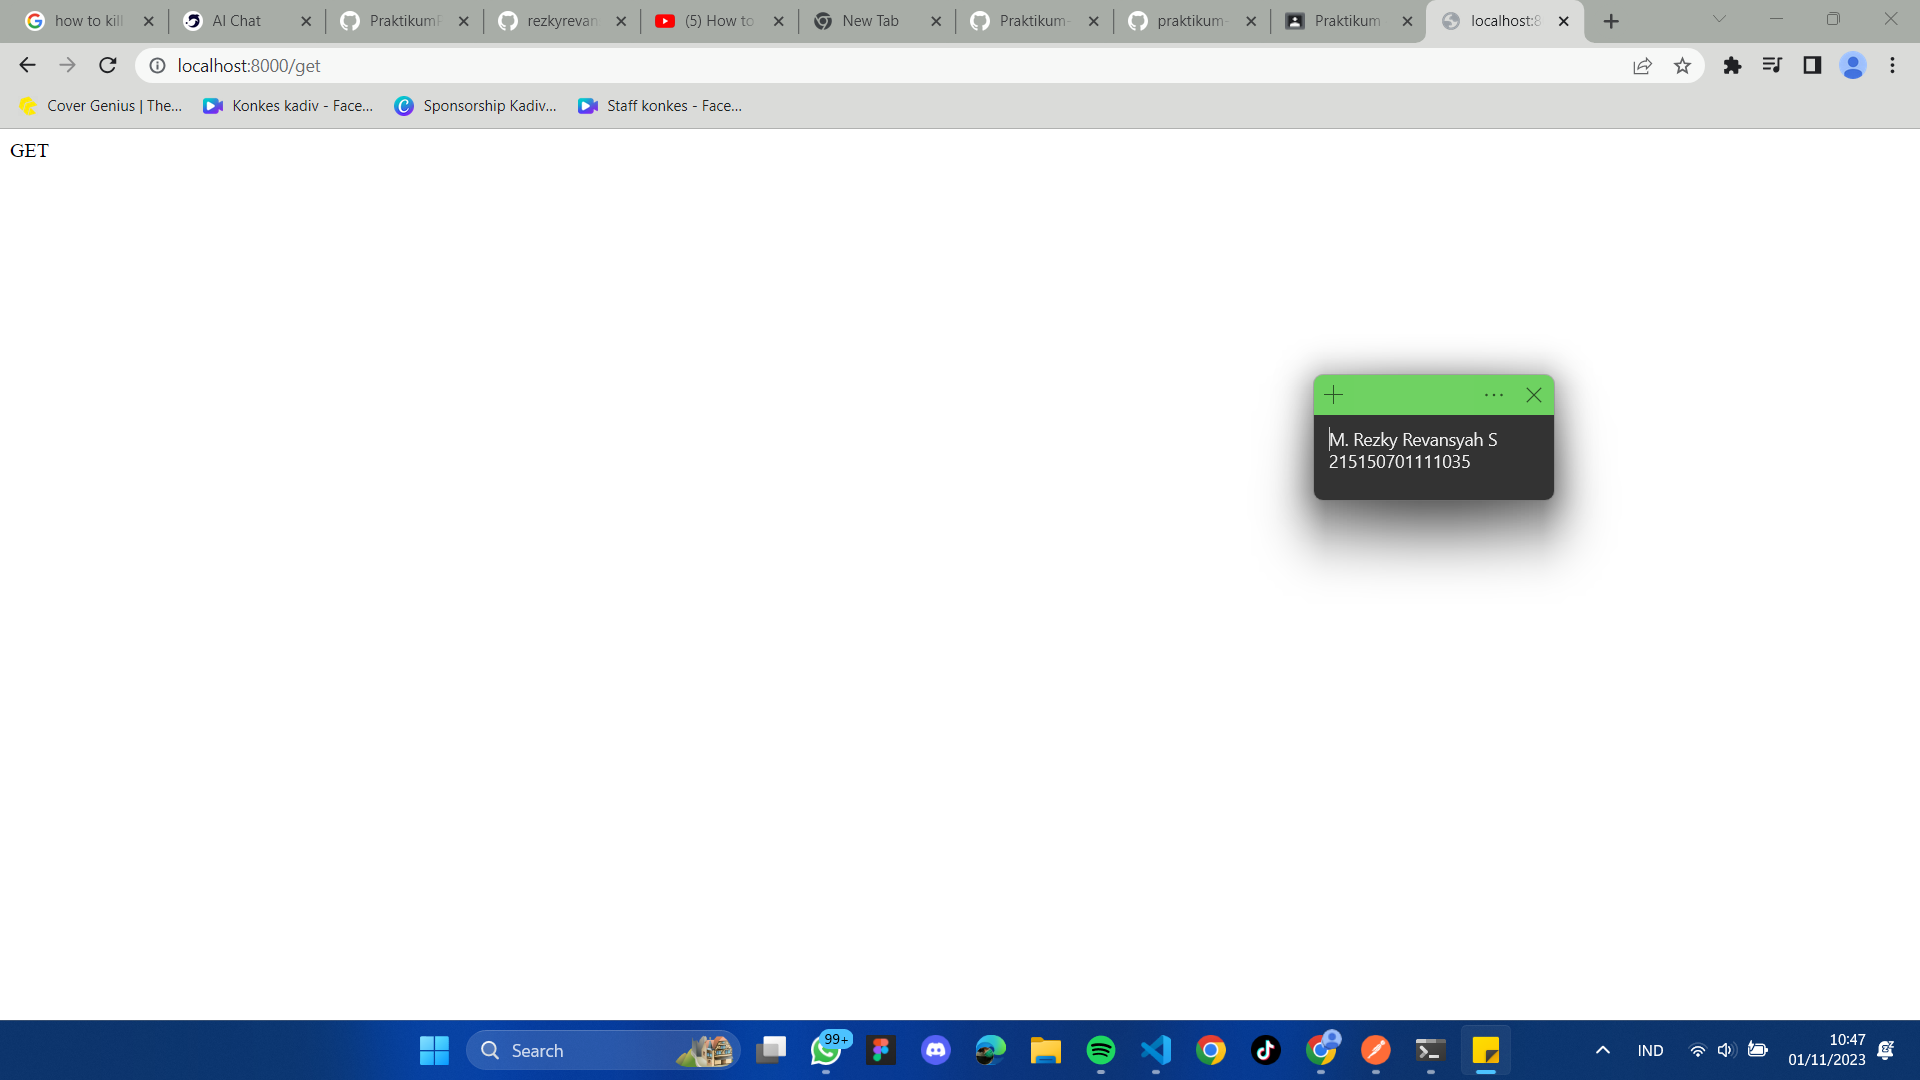 how to kill
AI Chat
PraktikumP
rezkyrevan
(5) How to
New Tab
Praktikum-
praktikum-
Praktikum
localhost:8
localhost:8000/get
Cover Genius | The...
Konkes kadiv - Face...
Sponsorship Kadiv...
Staff konkes - Face...
GET
M. Rezky Revansyah S
215150701111035
Search
99+
IND
10:47
01/11/2023